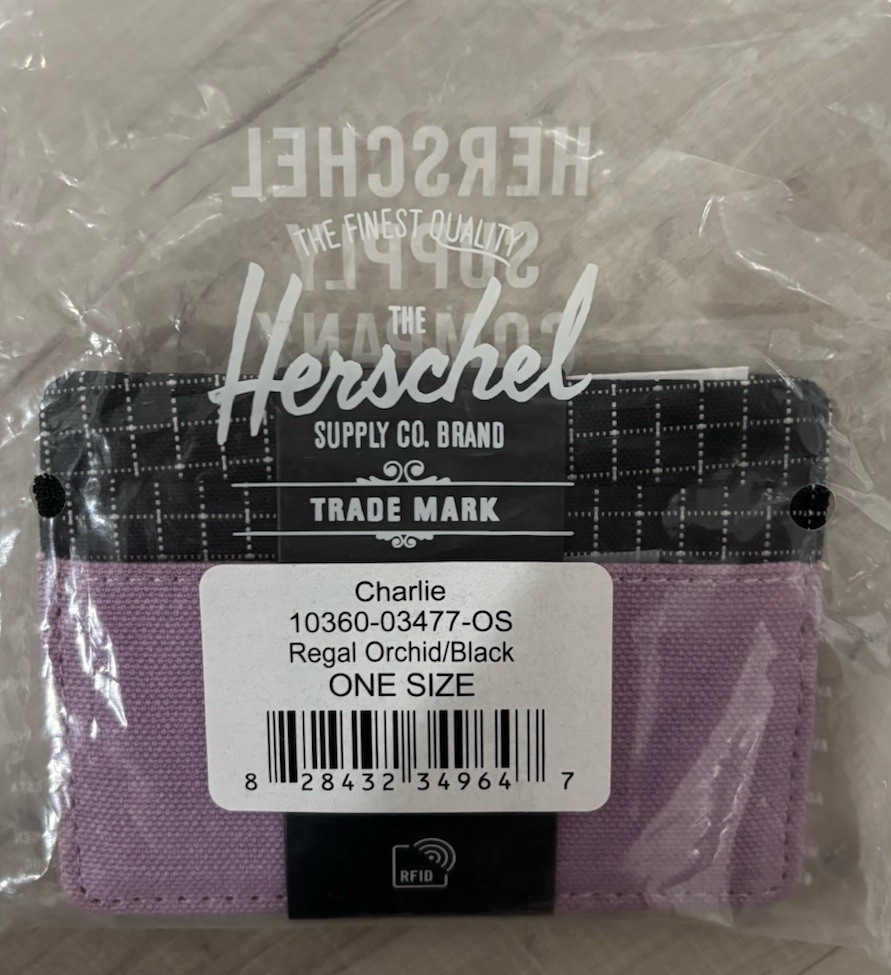 HERSCHEL
SUPPLY
COMPANY
THE FINEST QUALITY
THE
Herschel
SUPPLY CO. BRAND
TRADE MARK
Charlie
10360-03477-OS
Regal Orchid/Black
ONE SIZE
8 28432 34964 7
RFID